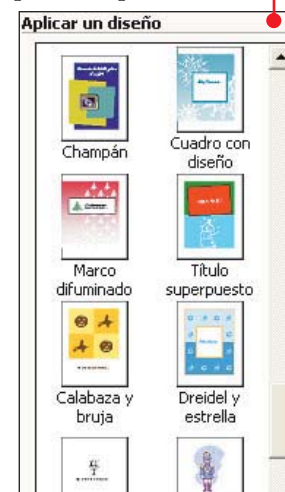 Aplicar un diseño
Champán
Cuadro con
diseño
Marco
difuminado
Título
superpuesto
Calabaza y
bruja
Dreidel y
estrella